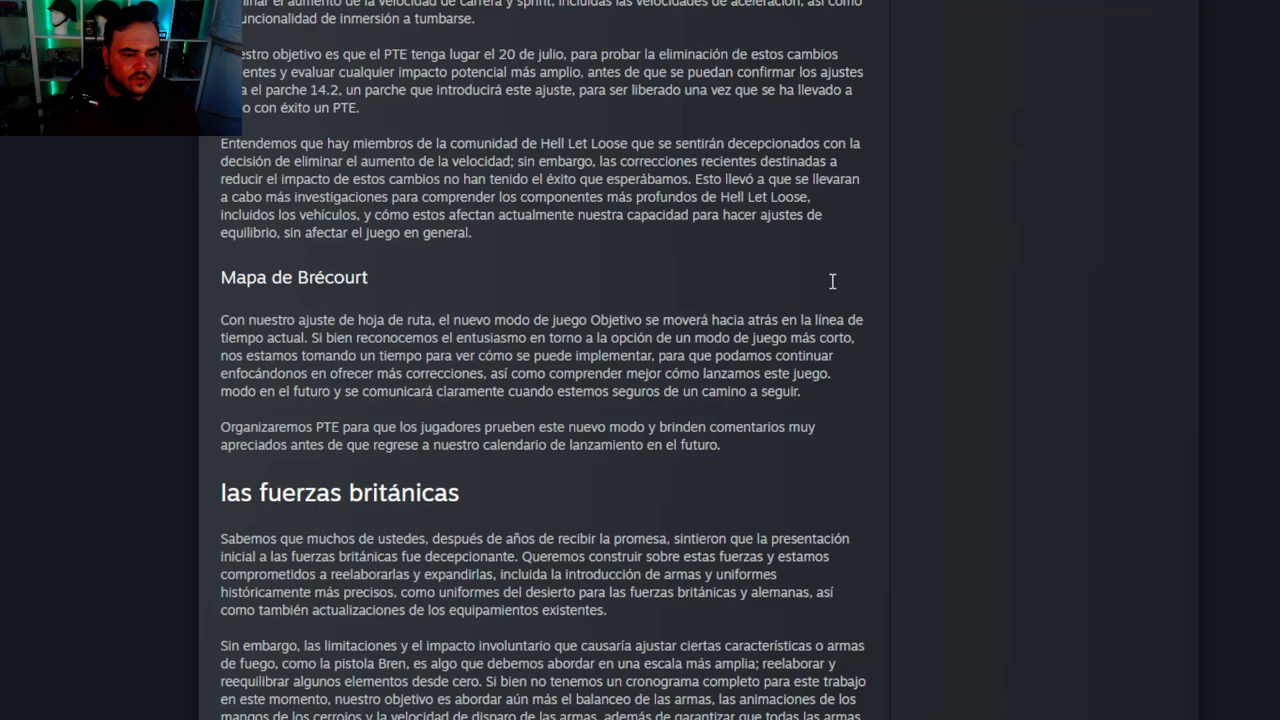 el aumento de la velocidad de carrera y sprint, incluidas las velocidades de aceleración, así como
funcionalidad de inmersión a tumbarse.
objetivo es que el PTE tenga lugar el 20 de julio, para probar la eliminación de estos cambios
y evaluar cualquier impacto potencial más amplio, antes de que se puedan confirmar los ajustes
el parche 14.2, un parche que introducirá este ajuste, para ser liberado una vez que se ha llevado a
con éxito un PTE.
Entendemos que hay miembros de la comunidad de Hell Let Loose que se sentirán decepcionados con la
decisión de eliminar el aumento de la velocidad; sin embargo, las correcciones recientes destinadas a
reducir el impacto de estos cambios no han tenido el éxito que esperábamos. Esto llevó a que se llevaran
a cabo más investigaciones para comprender los componentes más profundos de Hell Let Loose,
incluidos los vehículos, y cómo estos afectan actualmente nuestra capacidad para hacer ajustes de
equilibrio, sin afectar el juego en general.
Mapa de Brécourt
Con nuestro ajuste de hoja de ruta, el nuevo modo de juego Objetivo se moverá hacia atrás en la línea de
tiempo actual. Si bien reconocemos el entusiasmo en torno a la opción de un modo de juego más corto,
nos estamos tomando un tiempo para ver cómo se puede implementar, para que podamos continuar
enfocándonos en ofrecer más correcciones, así como comprender mejor cómo lanzamos este juego.
modo en el futuro y se comunicará claramente cuando estemos seguros de un camino a seguir.
Organizaremos PTE para que los jugadores prueben este nuevo modo y brinden comentarios muy
apreciados antes de que regrese a nuestro calendario de lanzamiento en el futuro.
las fuerzas británicas
Sabemos que muchos de ustedes, después de años de recibir la promesa, sintieron que la presentación
inicial a las fuerzas británicas fue decepcionante. Queremos construir sobre estas fuerzas y estamos
comprometidos a reelaborarlas y expandirlas, incluida la introducción de armas y uniformes
históricamente más precisos, como uniformes del desierto para las fuerzas británicas y alemanas, así
como también actualizaciones de los equipamientos existentes.
Sin embargo, las limitaciones y el impacto involuntario que causaría ajustar ciertas características o armas
de fuego, como la pistola Bren, es algo que debemos abordar en una escala más amplia; reelaborar y
reequilibrar algunos elementos desde cero. Si bien no tenemos un cronograma completo para este trabajo
en este momento, nuestro objetivo es abordar aún más el balanceo de las armas, las animaciones de los
mangos de los cerrojos y la velocidad de disparo de las armas, además de garantizar que todas las armas